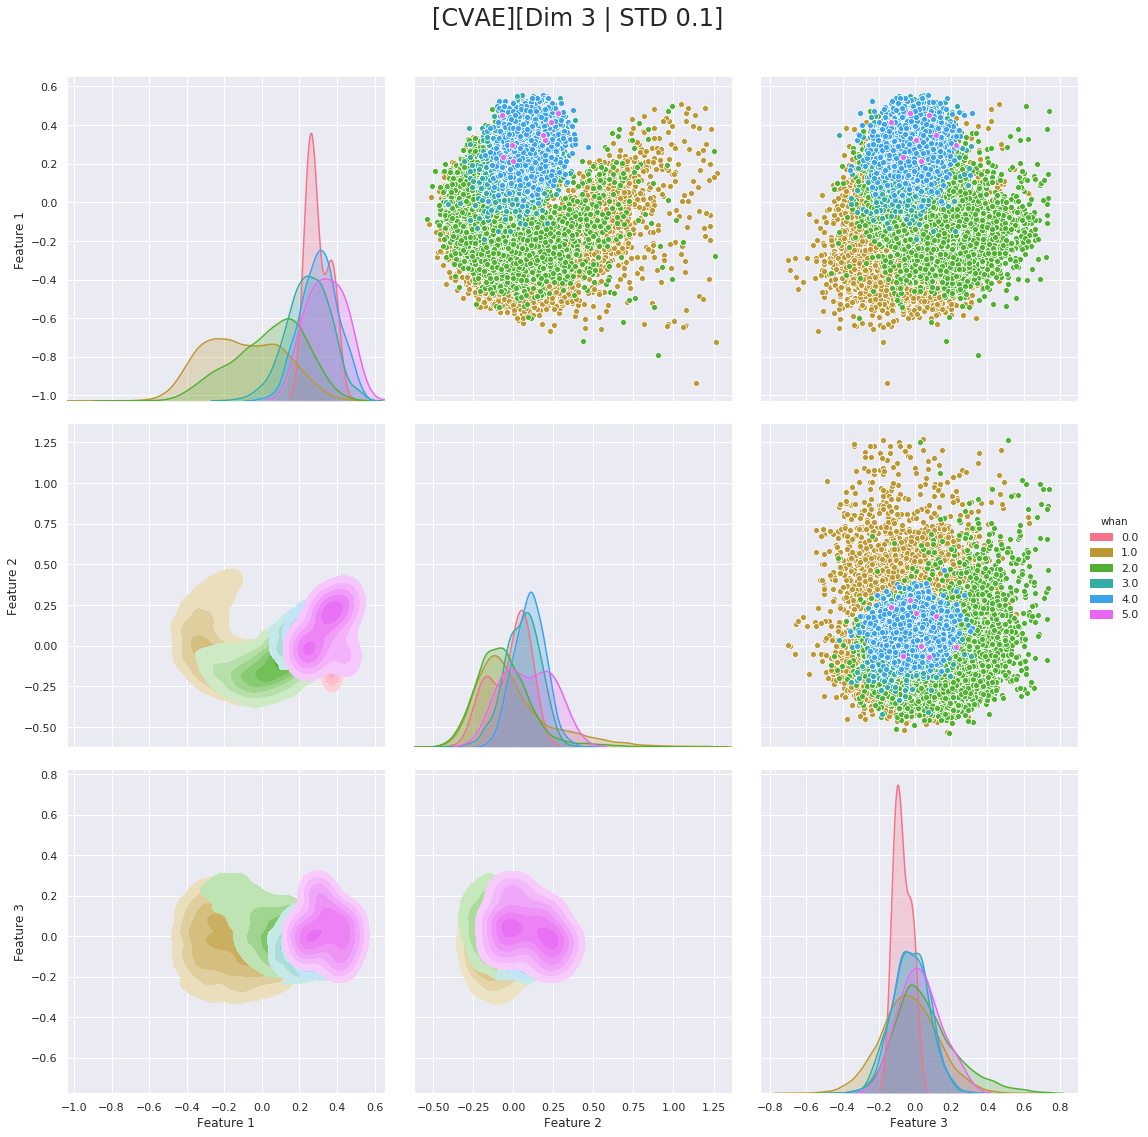 [CVAE][Dim 3 | STD 0.1]
0.6
0.4
0.2
0.0
−0.2
−0.4
−0.6
−0.8
−1.0
Feature 1
1.25
1.00
0.75
0.50
0.25
0.00
−0.25
−0.50
Feature 2
whan
0.0
1.0
2.0
3.0
4.0
5.0
0.8
0.6
0.4
0.2
0.0
−0.2
−0.4
−0.6
Feature 3
−1.0 −0.8 −0.6 −0.4 −0.2 0.0 0.2 0.4 0.6
Feature 1
−0.50 −0.25 0.00 0.25 0.50 0.75 1.00 1.25
Feature 2
−0.8 −0.6 −0.4 −0.2 0.0 0.2 0.4 0.6 0.8
Feature 3